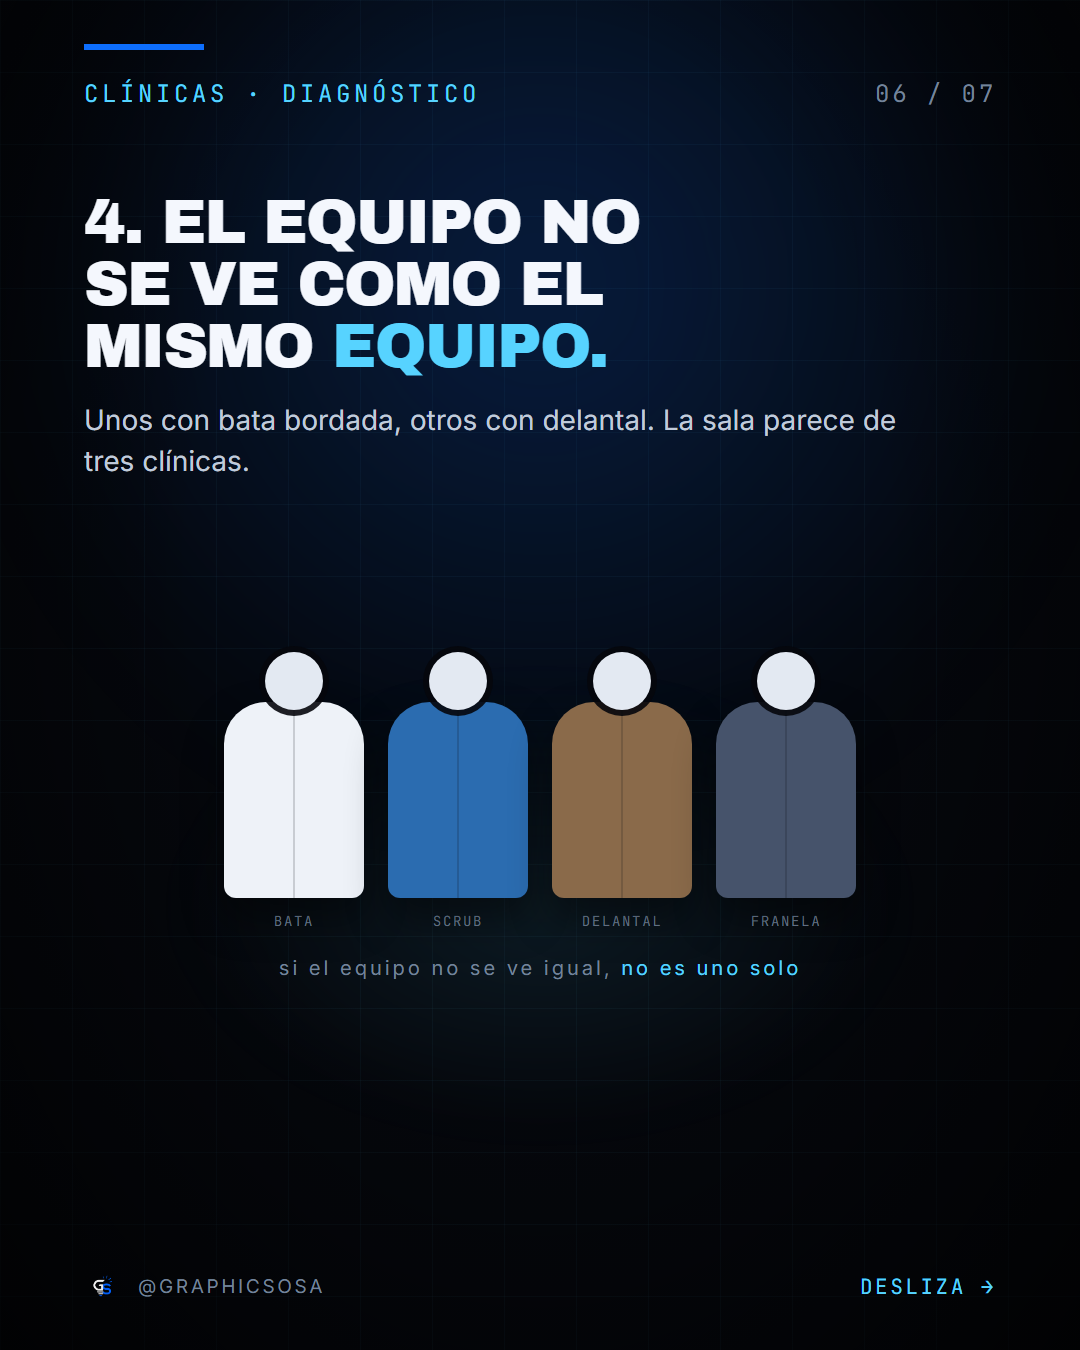 CLÍNICAS · DIAGNÓSTICO
06 / 07
4. EL EQUIPO NO
SE VE COMO EL
MISMO EQUIPO.
Unos con bata bordada, otros con delantal. La sala parece de
tres clínicas.
BATA
SCRUB
DELANTAL
FRANELA
si el equipo no se ve igual, no es uno solo
GS
@GRAPHICSOSA
DESLIZA →